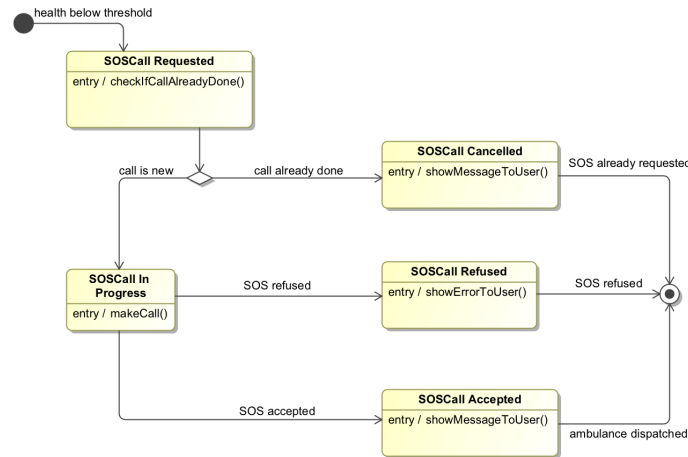 health below threshold
SOSCall Requested
entry / checkIfCallAlreadyDone()
call is new
call already done
SOSCall Cancelled
entry / showMessageToUser()
SOS already requested
SOSCall In
Progress
entry / makeCall()
SOS refused
SOSCall Refused
entry / showErrorToUser()
SOS refused
SOS accepted
SOSCall Accepted
entry / showMessageToUser()
ambulance dispatched